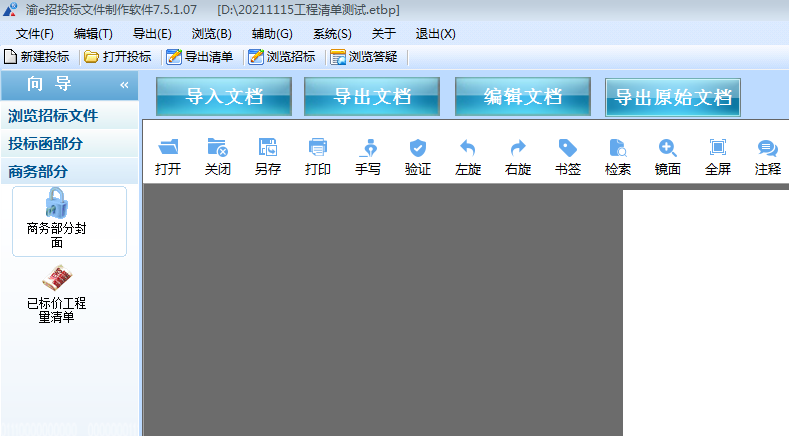 渝e招投标文件制作软件7.5.1.07 [D:\20211115工程清单测试.etbp]
文件(F) 编辑(T) 导出(E) 浏览(B) 辅助(G) 系统(S) 关于 退出(X)
新建投标 打开投标 导出清单 浏览招标 浏览答疑
向 导 «
导入文档 导出文档 编辑文档 导出原始文档
浏览招标文件
投标函部分
商务部分
打开 关闭 另存 打印 手写 验证 左旋 右旋 书签 检索 镜面 全屏 注释
商务部分封
面
已标价工程
量清单